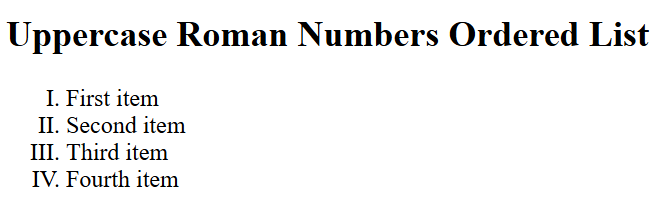 Uppercase Roman Numbers Ordered List
I. First item
II. Second item
III. Third item
IV. Fourth item